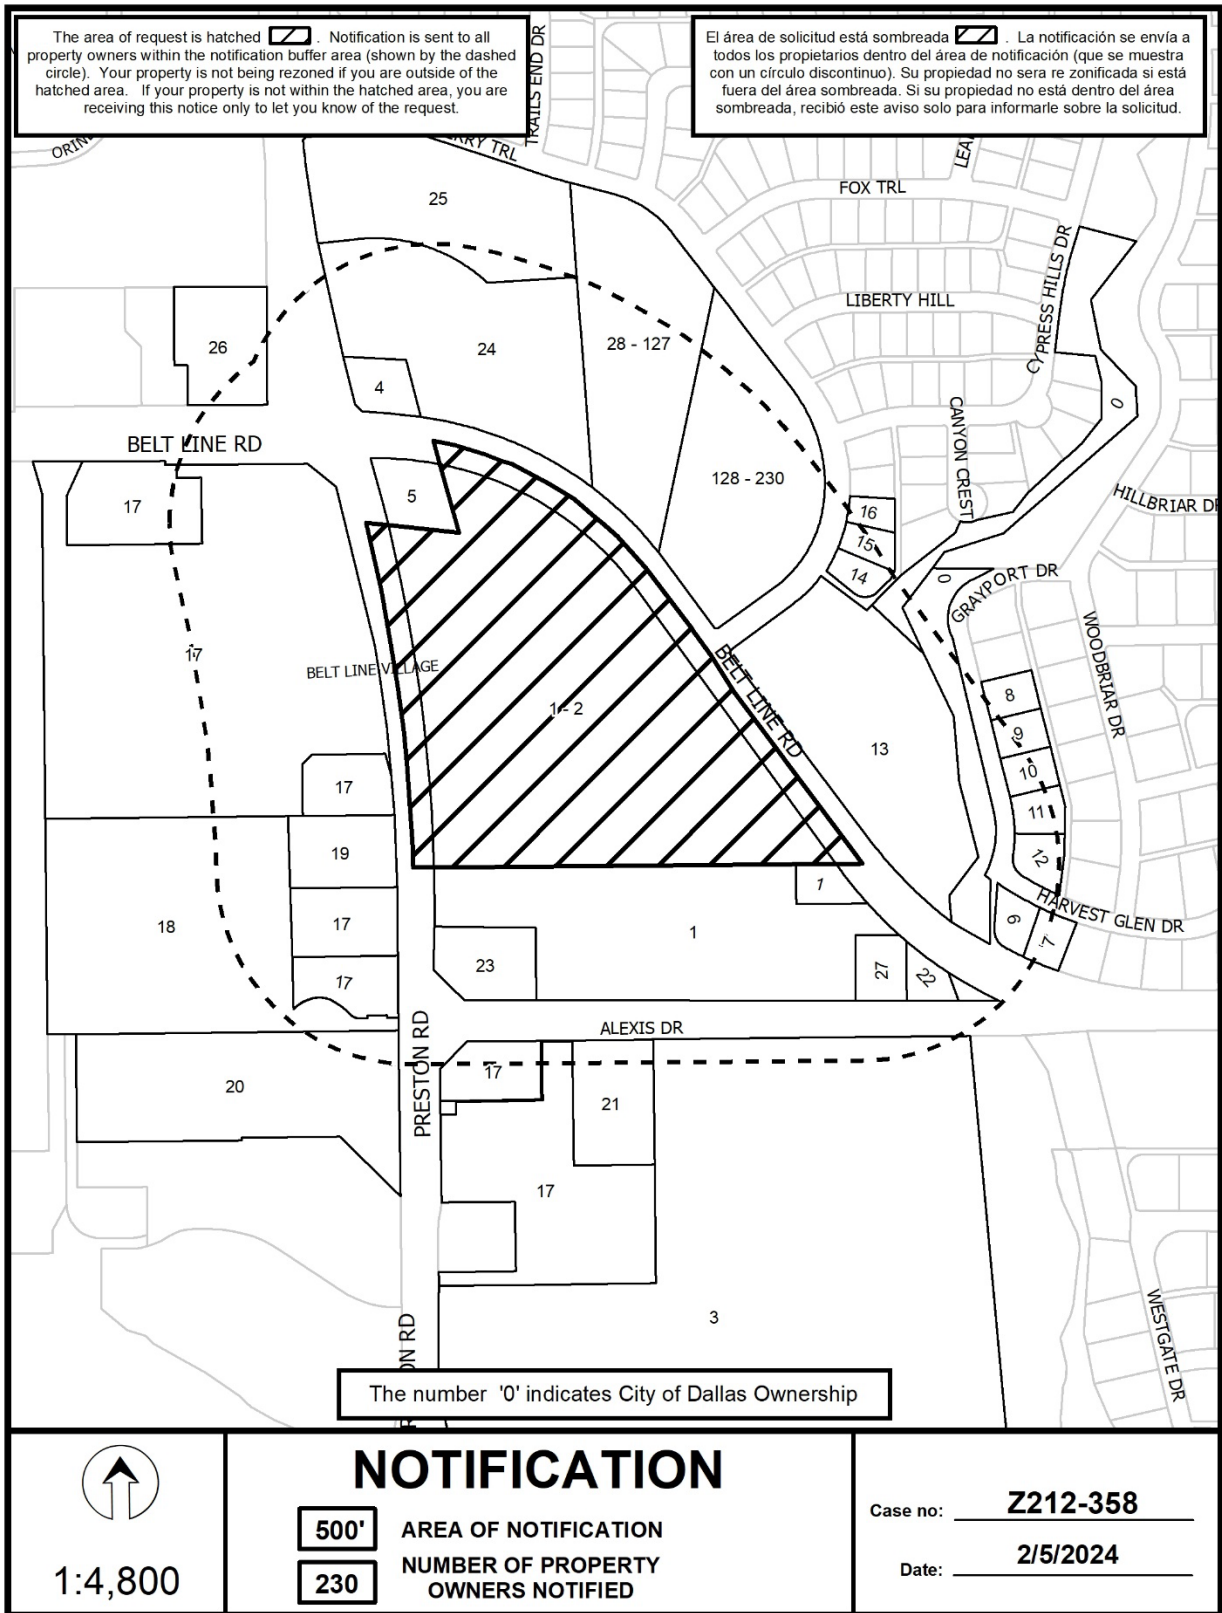 The area of request is hatched . Notification is sent to all
property owners within the notification buffer area (shown by the dashed
circle). Your property is not being rezoned if you are outside of the
hatched area. If your property is not within the hatched area, you are
receiving this notice only to let you know of the request.
El área de solicitud está sombreada . La notificación se envía a
todos los propietarios dentro del área de notificación (que se muestra
con un círculo discontinuo). Su propiedad no sera re zonificada si está
fuera del área sombreada. Si su propiedad no está dentro del área
sombreada, recibió este aviso solo para informarle sobre la solicitud.
TRAILS END DR
TRL
25
FOX TRL
LIBERTY HILL
CYPRESS HILLS DR
26
24
28 - 127
4
0
CANYON CREST
BELT LINE RD
128 - 230
5
17
16
HILLBRIAR
15
14
0
GRAYPORT DR
WOODBRIAR DR
17
BELT LINE VILLAGE
BELT LINE RD
8
1 - 2
9
13
10
17
11
19
12
1
HARVEST GLEN DR
18
17
1
6
7
23
27
22
17
ALEXIS DR
PRESTON RD
17
20
21
17
WESTGATE DR
3
RD
The number '0' indicates City of Dallas Ownership
1:4,800
NOTIFICATION
500' AREA OF NOTIFICATION
230 NUMBER OF PROPERTY
OWNERS NOTIFIED
Case no: Z212-358
Date: 2/5/2024